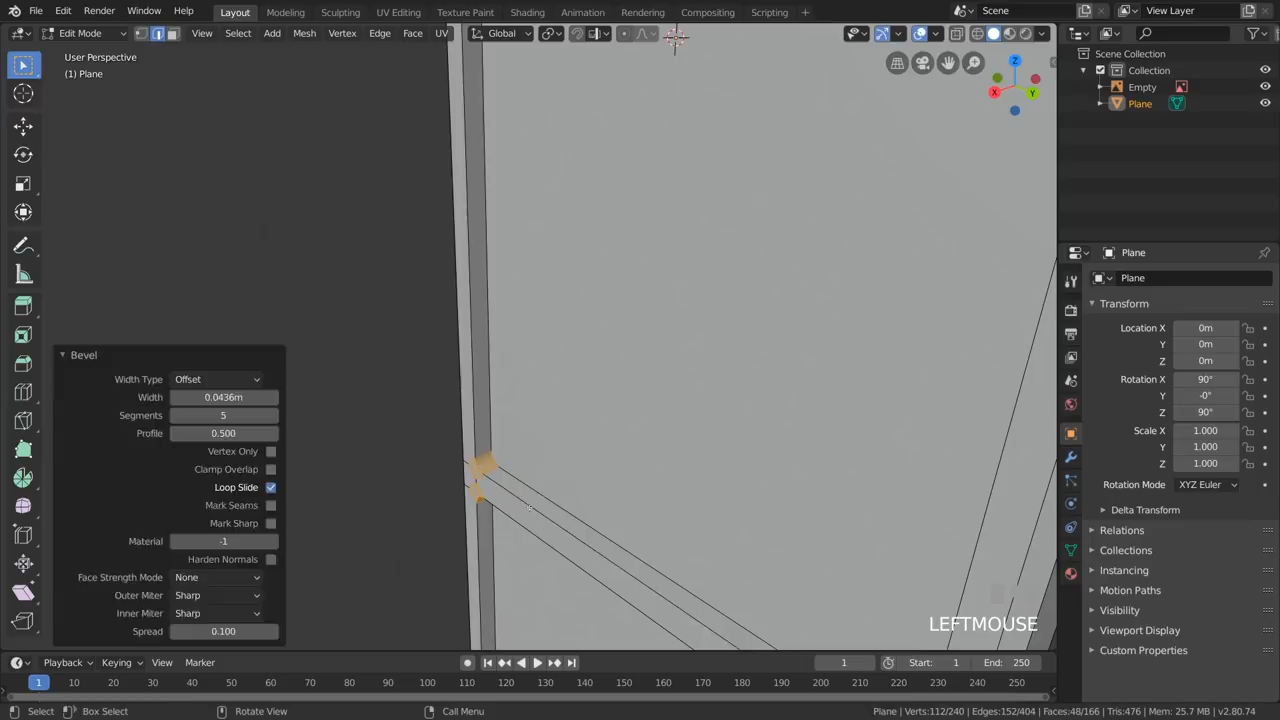 File Edit Render Window Help Layout Modeling Sculpting UV Editing Texture Paint Shading Animation Rendering Compositing Scripting + Scene View Layer
Edit Mode View Select Add Mesh Vertex Edge Face UV Global
User Perspective
(1) Plane
Z
X
Y
Scene Collection
Collection
Empty
Plane
Bevel
Width Type Offset
Width 0.0436m
Segments 5
Profile 0.500
Vertex Only
Clamp Overlap
Loop Slide
Mark Seams
Mark Sharp
Material -1
Harden Normals
Face Strength Mode None
Outer Miter Sharp
Inner Miter Sharp
Spread 0.100
LEFTMOUSE
Plane
Plane
Transform
Location X 0m
Y 0m
Z 0m
Rotation X 90°
Y -0°
Z 90°
Scale X 1.000
Y 1.000
Z 1.000
Rotation Mode XYZ Euler
Delta Transform
Relations
Collections
Instancing
Motion Paths
Visibility
Viewport Display
Custom Properties
Playback Keying View Marker 1 Start: 1 End: 250
1 10 20 30 40 50 60 70 80 90 100 110 120 130 140 150 160 170 180 190 200 210 220 230 240 250
Select Box Select Rotate View Call Menu Plane | Verts:112/240 | Edges:152/404 | Faces:48/166 | Tris:476 | Mem: 25.7 MB | v2.80.74